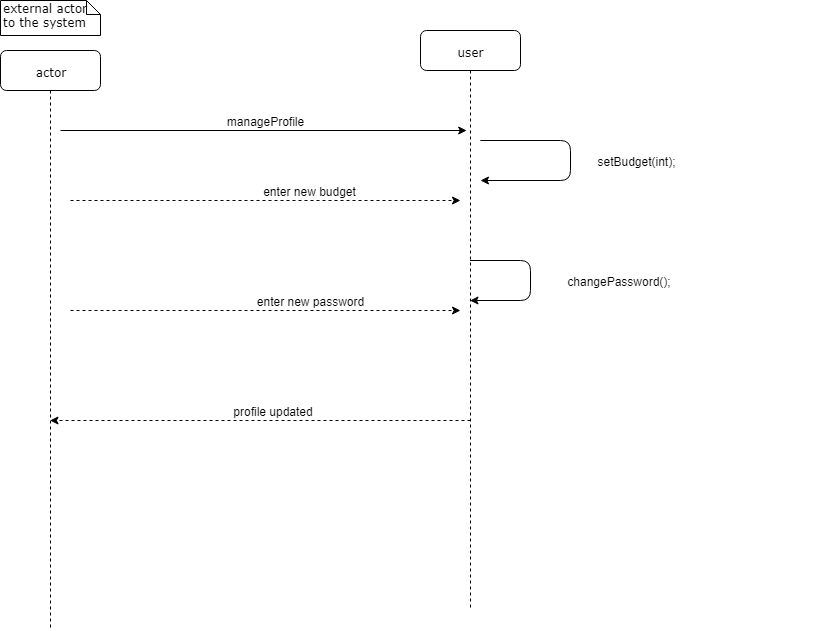 external actor
to the system
user
actor
manageProfile
setBudget(int);
enter new budget
changePassword();
enter new password
profile updated